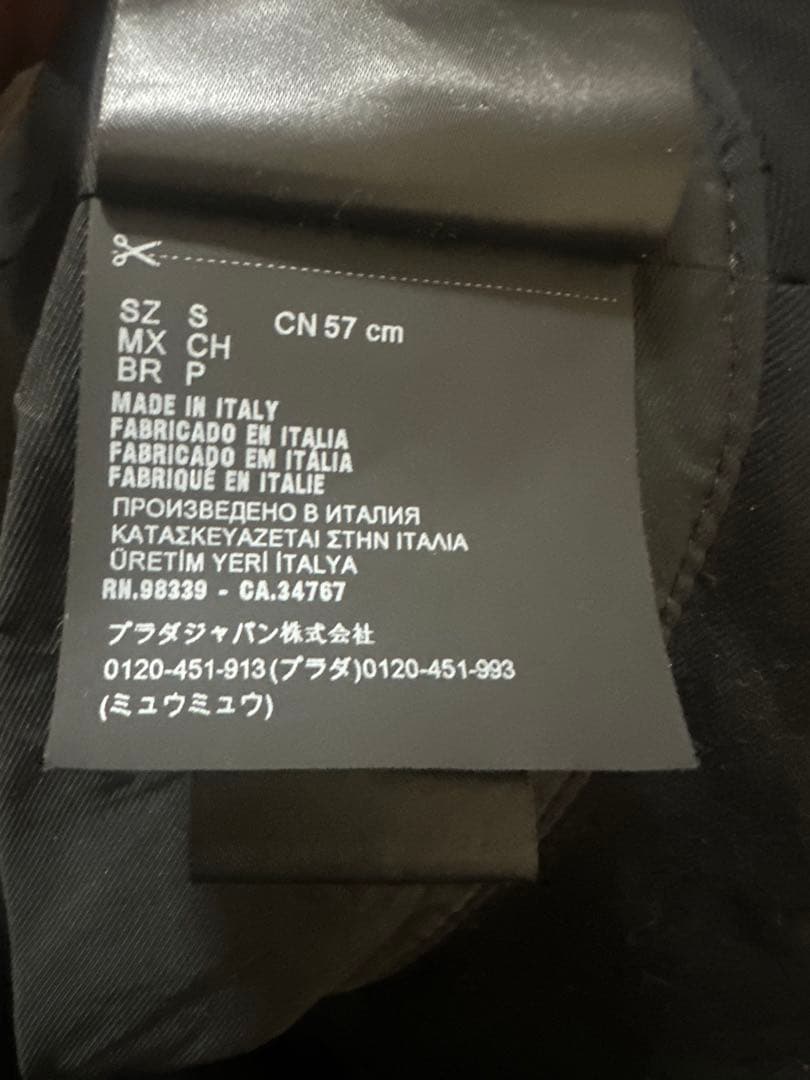 SZ S CN 57 cm
MX CH
BR P
MADE IN ITALY
FABRICADO EN ITALIA
FABRICADO EM ITÁLIA
FABRIQUÉ EN ITALIE
ПРОИЗВЕДЕНО В ИТАЛИЯ
ΚΑΤΑΣΚΕΥΑΖΕΤΑΙ ΣΤΗΝ ΙΤΑΛΙΑ
ÜRETİM YERİ İTALYA
RN.98339 - CA.34767
プラダジャパン株式会社
0120-451-913(プラダ)0120-451-993
(ミュウミュウ)